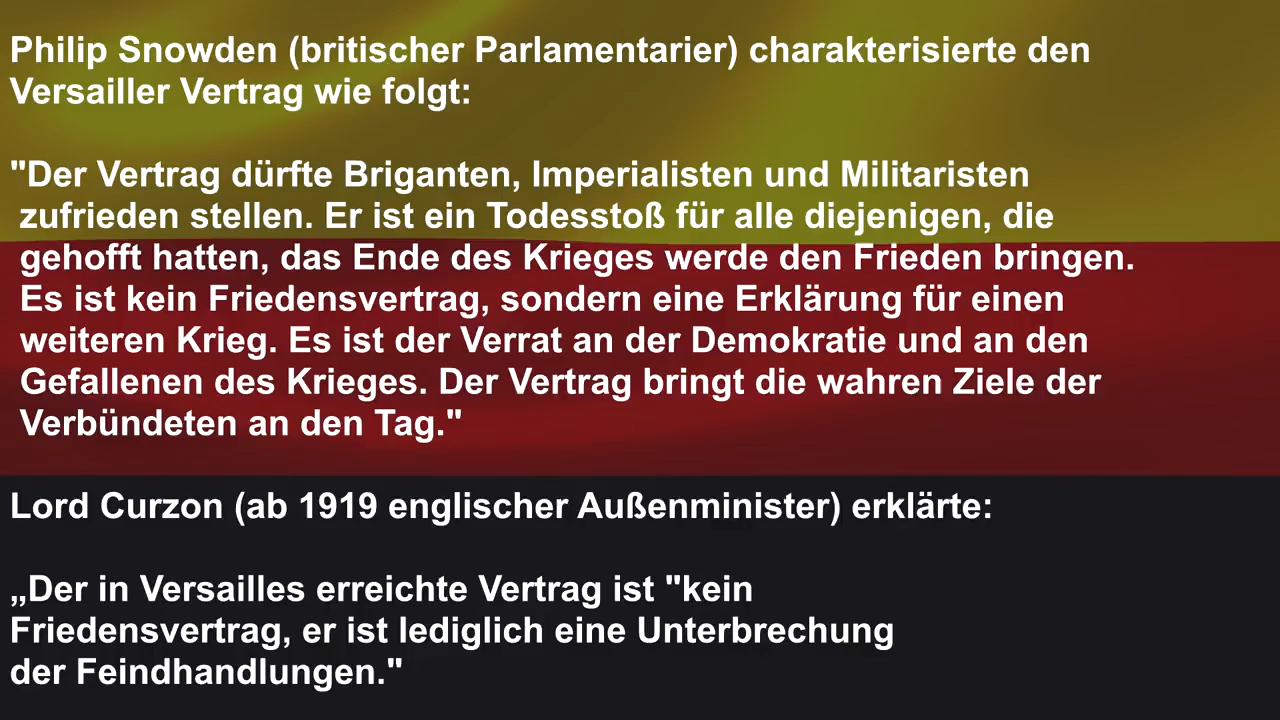 Philip Snowden (britischer Parlamentarier) charakterisierte den
Versailler Vertrag wie folgt:
"Der Vertrag dürfte Briganten, Imperialisten und Militaristen
zufrieden stellen. Er ist ein Todesstoß für alle diejenigen, die
gehofft hatten, das Ende des Krieges werde den Frieden bringen.
Es ist kein Friedensvertrag, sondern eine Erklärung für einen
weiteren Krieg. Es ist der Verrat an der Demokratie und an den
Gefallenen des Krieges. Der Vertrag bringt die wahren Ziele der
Verbündeten an den Tag."
Lord Curzon (ab 1919 englischer Außenminister) erklärte:
„Der in Versailles erreichte Vertrag ist "kein
Friedensvertrag, er ist lediglich eine Unterbrechung
der Feindhandlungen."